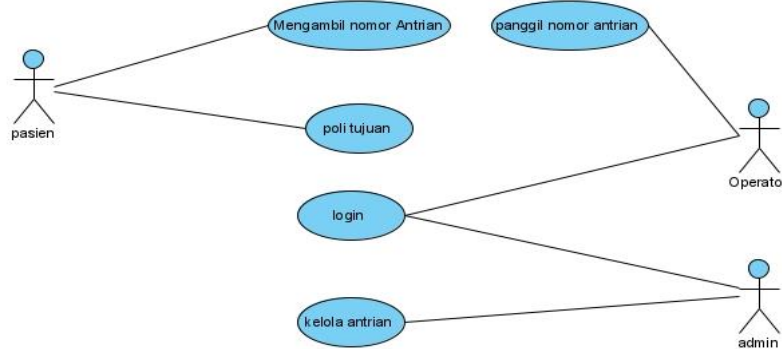 Mengambil nomor Antrian
panggil nomor antrian
pasien
poli tujuan
Operato
login
kelola antrian
admin